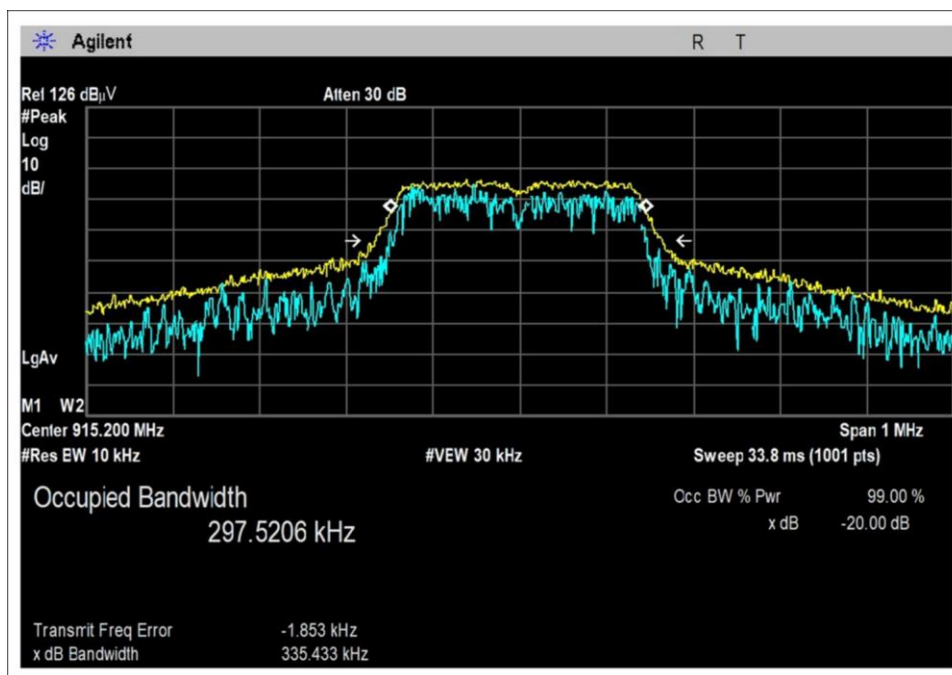 Agilent R T
Ref 126 dBµV Atten 30 dB
#Peak
Log
10
dB/
LgAv
M1 W2
Center 915.200 MHz Span 1 MHz
#Res BW 10 kHz #VBW 30 kHz Sweep 33.8 ms (1001 pts)
Occupied Bandwidth Occ BW % Pwr 99.00 %
297.5206 kHz x dB -20.00 dB
Transmit Freq Error -1.853 kHz
x dB Bandwidth 335.433 kHz